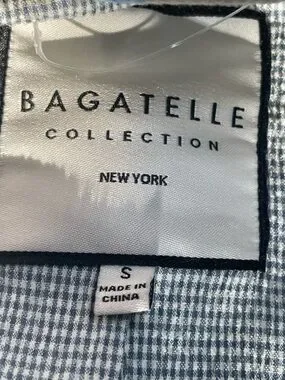 BAGATELLE
COLLECTION
NEW YORK
S
MADE IN
CHINA